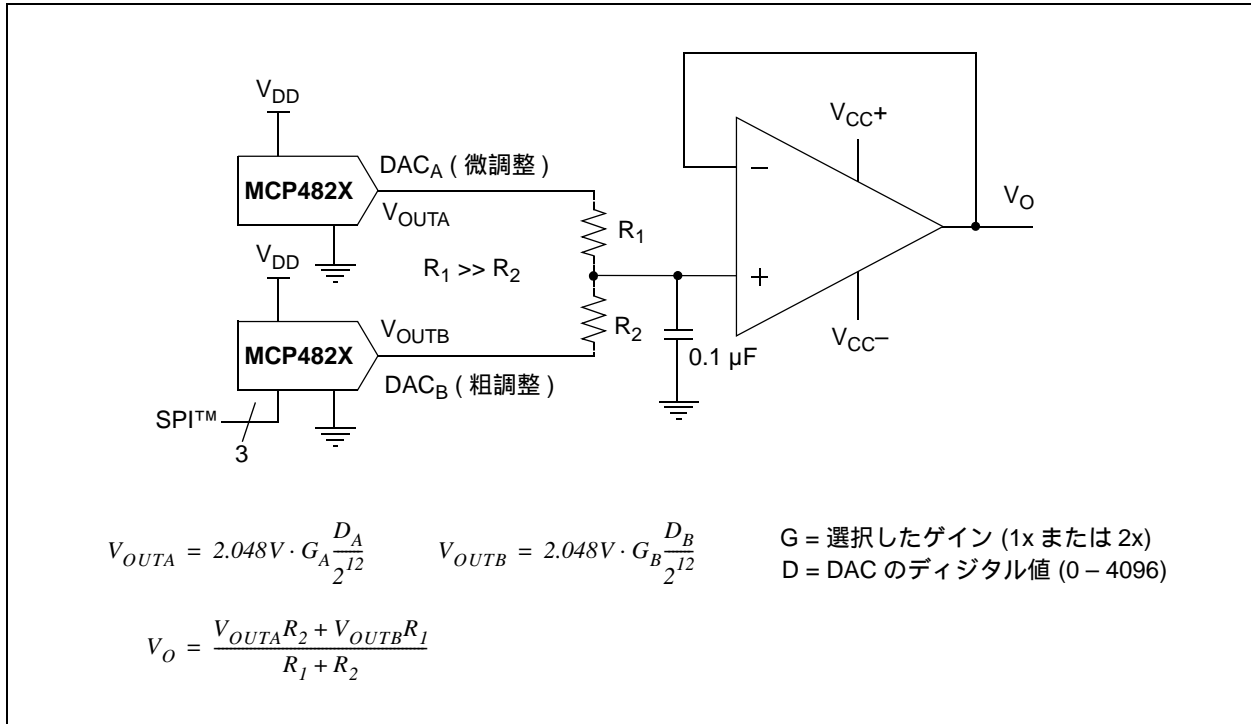 V_DD
MCP482X
DAC_A ( 微調整 )
V_OUTA
V_DD
R_1 >> R_2
R_1
R_2
MCP482X
V_OUTB
DAC_B ( 粗調整 )
SPI™
3
0.1 µF
−
+
V_CC+
V_CC−
V_O
V_OUTA = 2.048V · G_A D_A / 2^12
V_OUTB = 2.048V · G_B D_B / 2^12
G = 選択したゲイン (1x または 2x)
D = DAC のディジタル値 (0 – 4096)
V_O = (V_OUTA R_2 + V_OUTB R_1) / (R_1 + R_2)